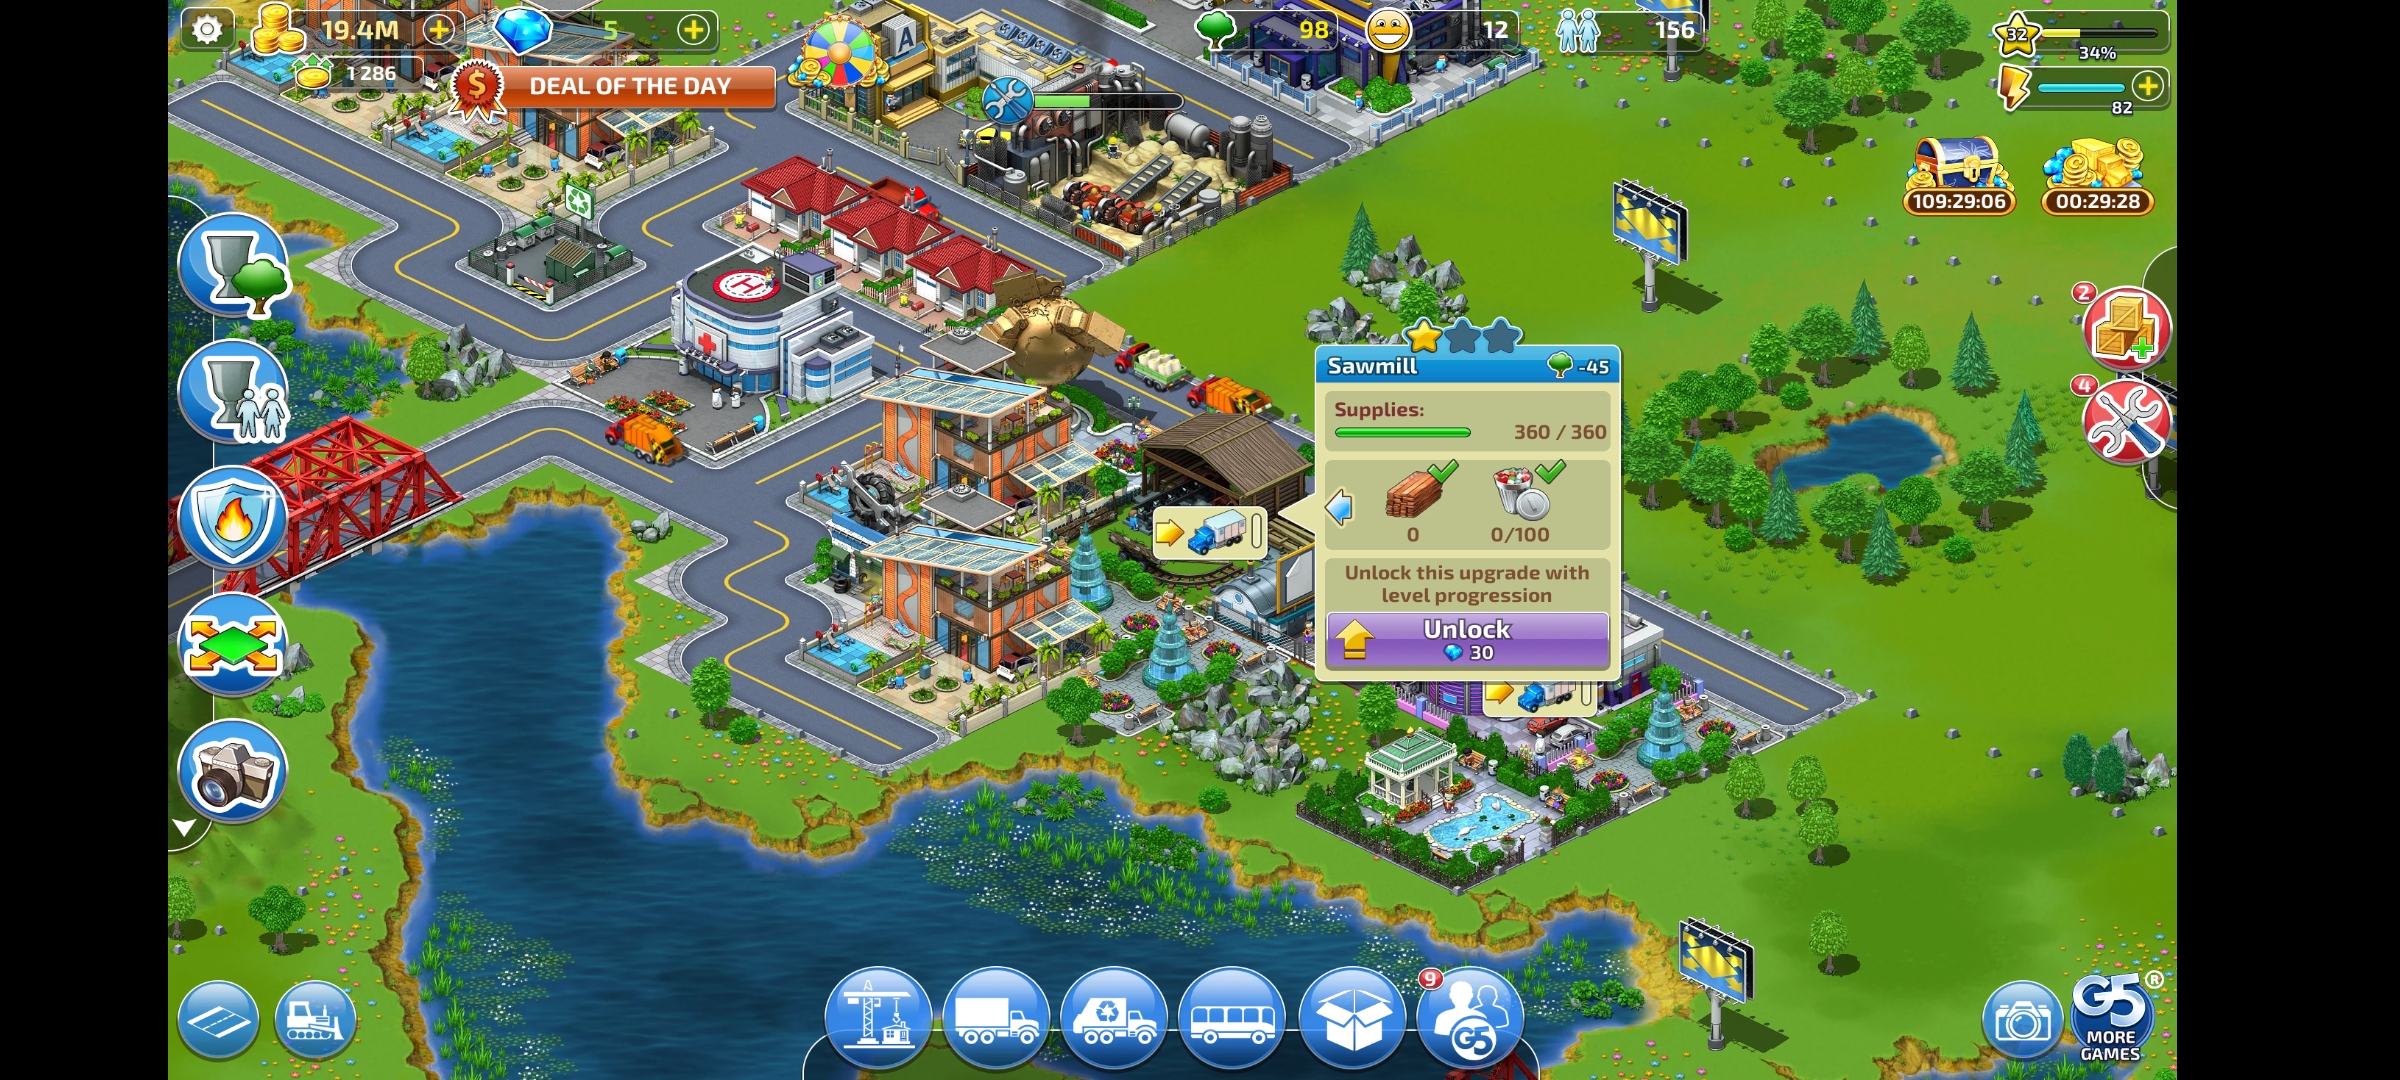 19.4M
5
1 286
DEAL OF THE DAY
A
98
12
156
32
34%
82
109:29:06
00:29:28
2
4
H
Sawmill
-45
Supplies:
360 / 360
0
0/100
Unlock this upgrade with
level progression
Unlock
30
A
9
G5
G5®
MORE
GAMES